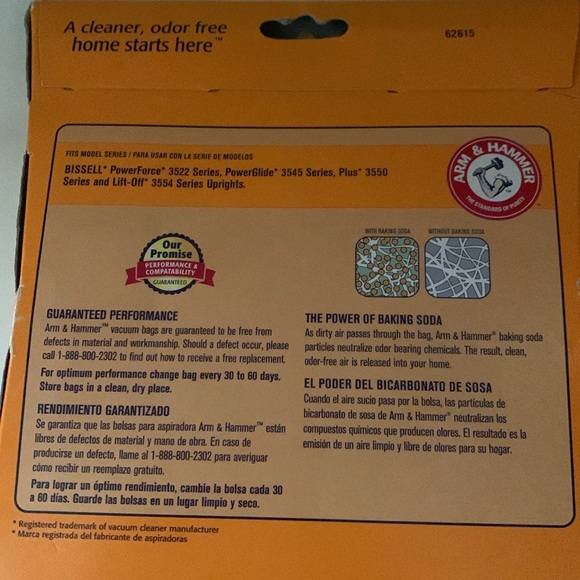 A cleaner, odor free
home starts here™
62615
FITS MODEL SERIES / PARA USAR CON LA SERIE DE MODELOS
BISSELL* PowerForce* 3522 Series, PowerGlide* 3545 Series, Plus* 3550
Series and Lift-Off* 3554 Series Uprights.
ARM & HAMMER
THE STANDARD OF PURITY
Our
Promise
PERFORMANCE &
COMPATABILITY
GUARANTEED
WITH BAKING SODA
WITHOUT BAKING SODA
GUARANTEED PERFORMANCE
Arm & Hammer™ vacuum bags are guaranteed to be free from
defects in material and workmanship. Should a defect occur, please
call 1-888-800-2302 to find out how to receive a free replacement.
For optimum performance change bag every 30 to 60 days.
Store bags in a clean, dry place.
RENDIMIENTO GARANTIZADO
Se garantiza que las bolsas para aspiradora Arm & Hammer™ están
libres de defectos de material y mano de obra. En caso de
producirse un defecto, llame al 1-888-800-2302 para averiguar
cómo recibir un reemplazo gratuito.
Para lograr un óptimo rendimiento, cambie la bolsa cada 30
a 60 días. Guarde las bolsas en un lugar limpio y seco.
THE POWER OF BAKING SODA
As dirty air passes through the bag, Arm & Hammer® baking soda
particles neutralize odor bearing chemicals. The result, clean,
odor-free air is released into your home.
EL PODER DEL BICARBONATO DE SOSA
Cuando el aire sucio pasa por la bolsa, las partículas de
bicarbonato de sosa de Arm & Hammer® neutralizan los
compuestos químicos que producen olores. El resultado es la
emisión de un aire limpio y libre de olores para su hogar.
* Registered trademark of vacuum cleaner manufacturer
* Marca registrada del fabricante de aspiradoras